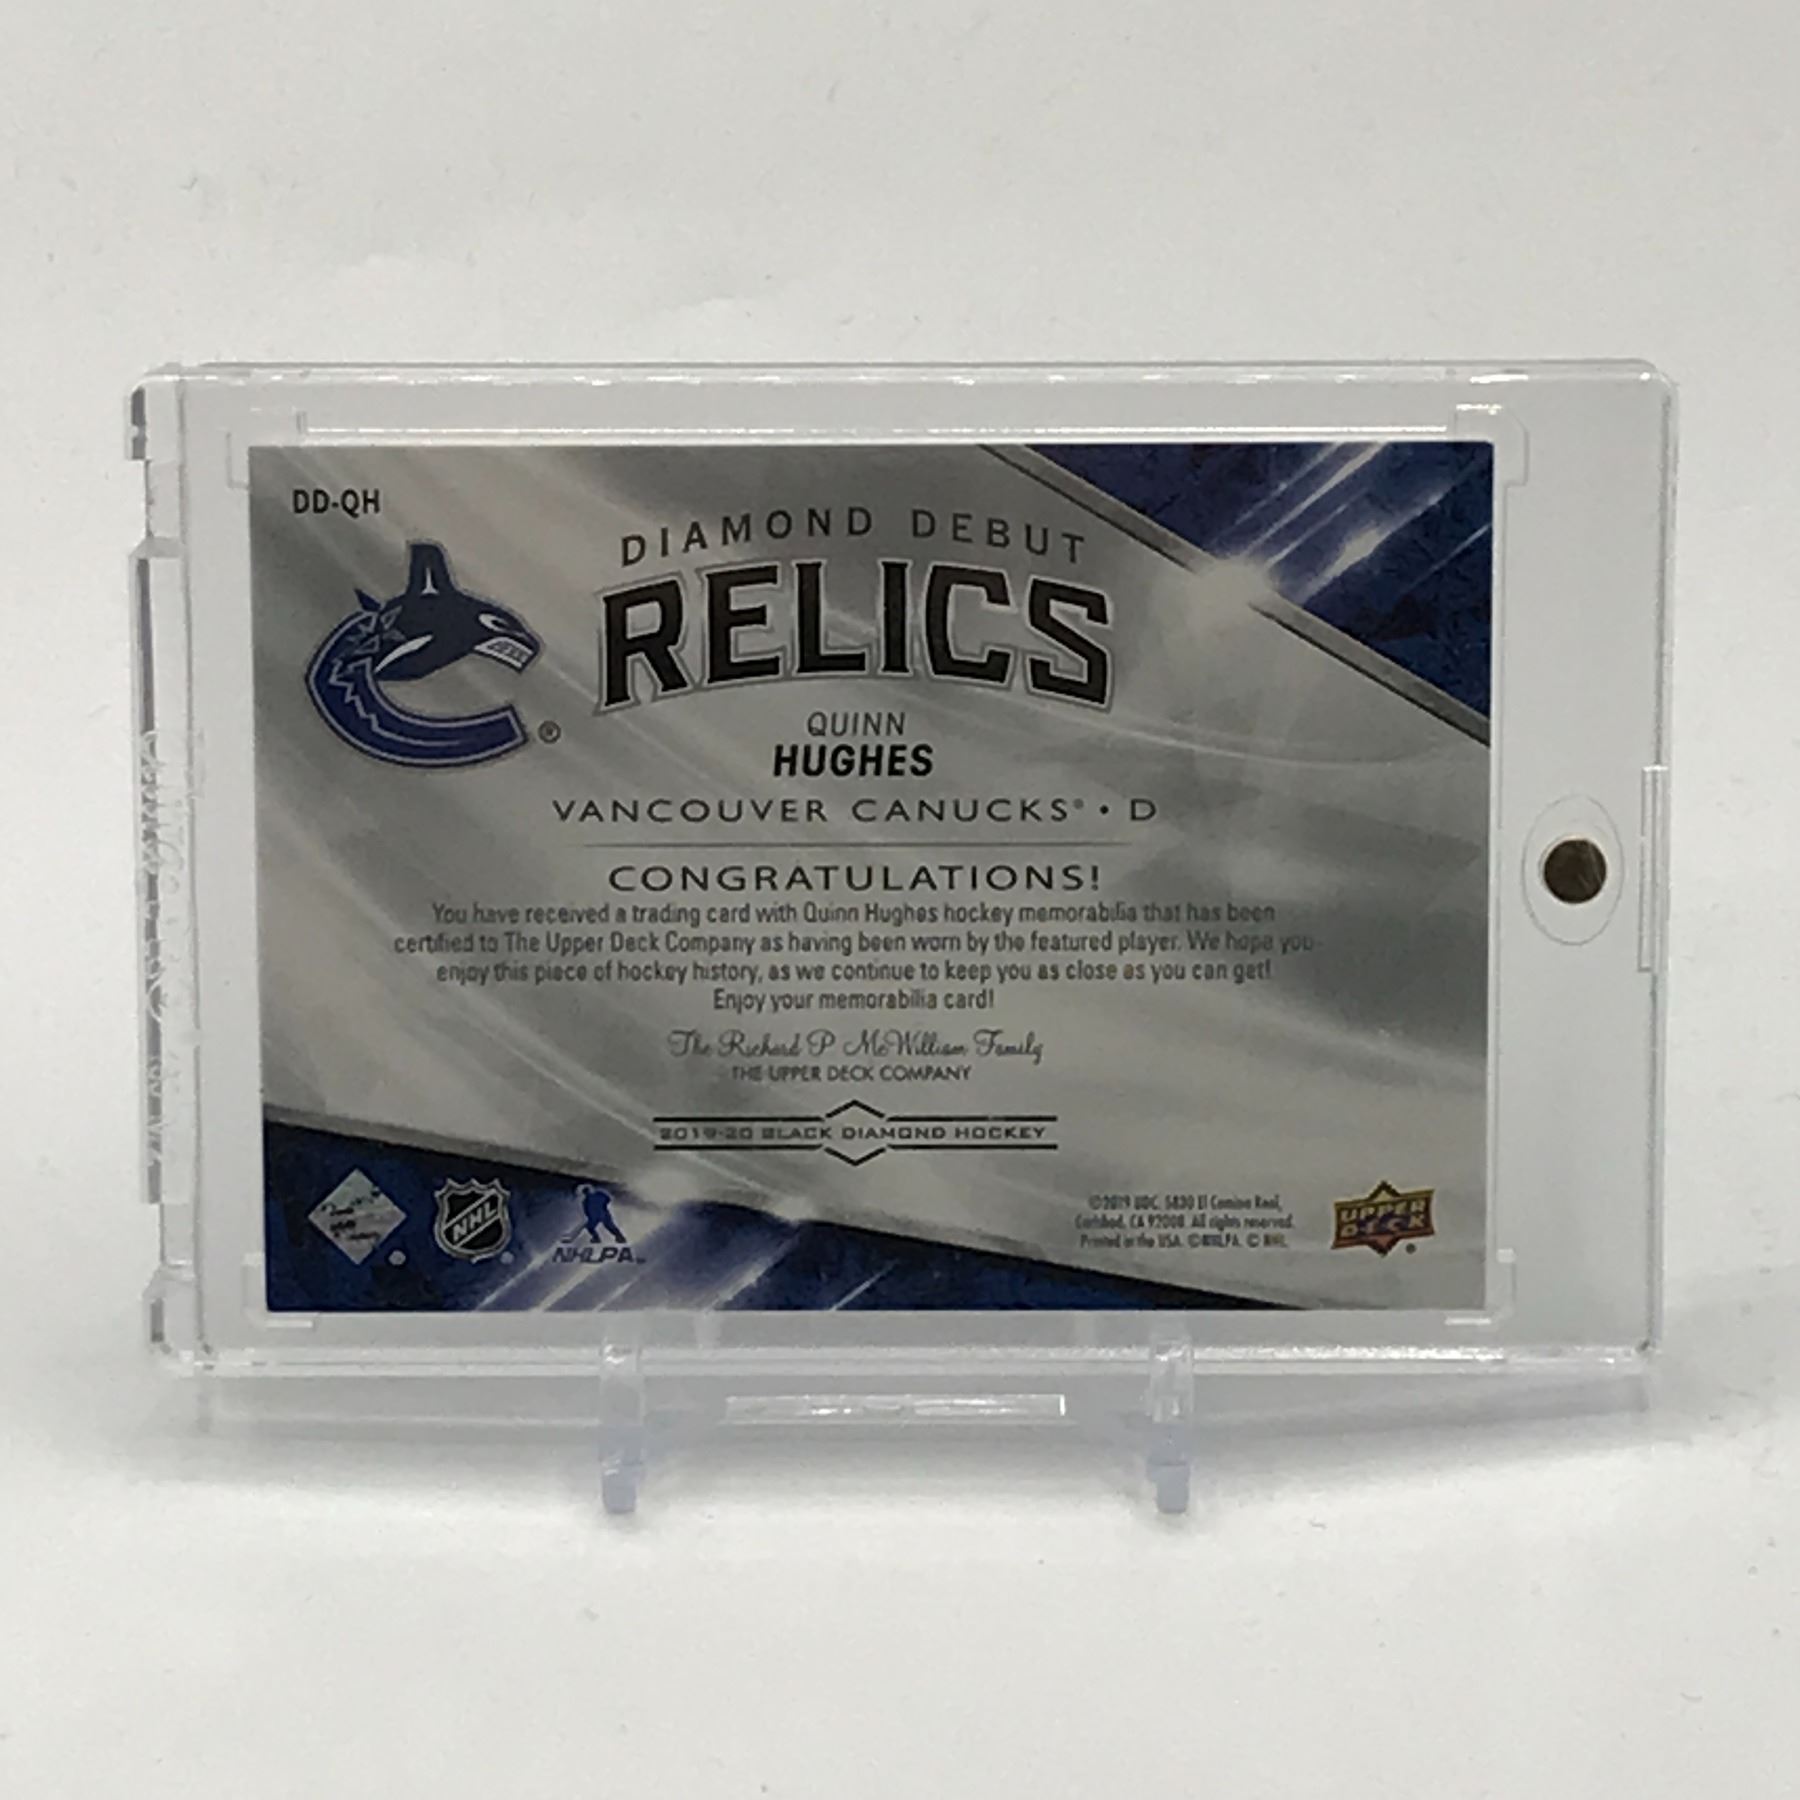 DD-QH
DIAMOND DEBUT
RELICS
QUINN
HUGHES
VANCOUVER CANUCKS® • D
CONGRATULATIONS!
You have received a trading card with Quinn Hughes hockey memorabilia that has been
certified to The Upper Deck Company as having been worn by the featured player. We hope you
enjoy this piece of hockey history, as we continue to keep you as close as you can get!
Enjoy your memorabilia card!
The Richard P. McWilliam Family
THE UPPER DECK COMPANY
2019-20 BLACK DIAMOND HOCKEY
NHL
NHLPA
©2019 UDC. 5830 El Camino Real,
Carlsbad, CA 92008. All rights reserved.
Printed in the USA. ©NHLPA. © NHL.
UPPER
DECK